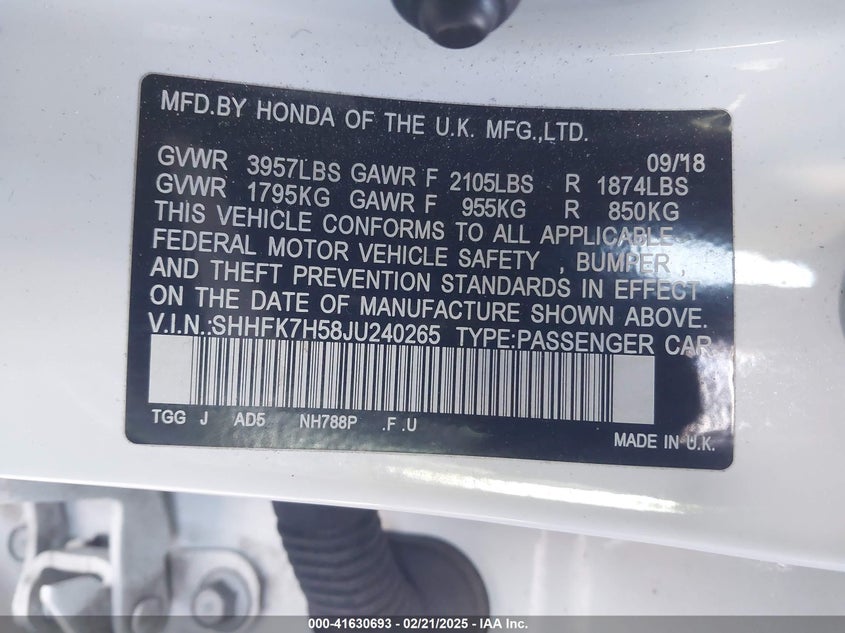 MFD.BY HONDA OF THE U.K. MFG.,LTD.
09/18
GVWR 3957LBS GAWR F 2105LBS R 1874LBS
GVWR 1795KG GAWR F 955KG R 850KG
THIS VEHICLE CONFORMS TO ALL APPLICABLE
FEDERAL MOTOR VEHICLE SAFETY , BUMPER ,
AND THEFT PREVENTION STANDARDS IN EFFECT
ON THE DATE OF MANUFACTURE SHOWN ABOVE.
V.I.N.:SHHFK7H58JU240265 TYPE:PASSENGER CAR
TGG J AD5 NH788P .F .U
MADE IN U.K.
000-41630693 - 02/21/2025 - IAA Inc.